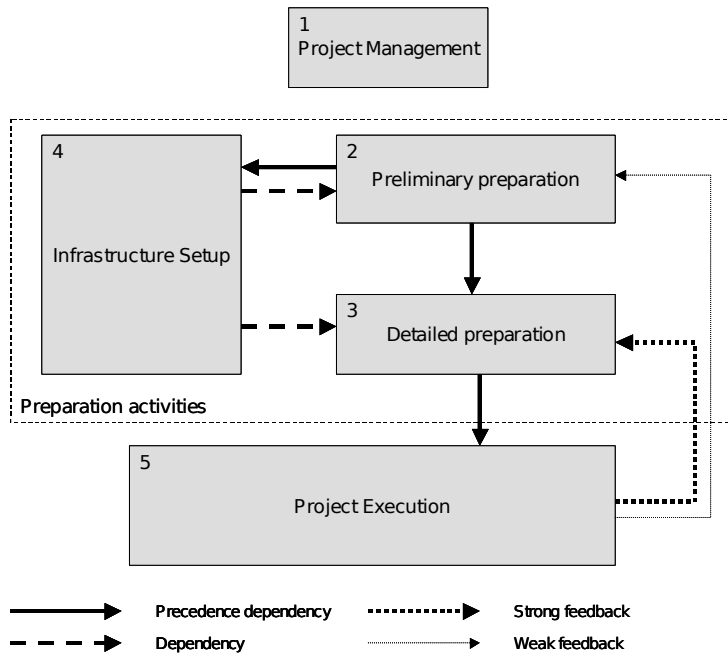 1
Project Management
4
2
Preliminary preparation
Infrastructure Setup
3
Detailed preparation
Preparation activities
5
Project Execution
Precedence dependency
Strong feedback
Dependency
Weak feedback